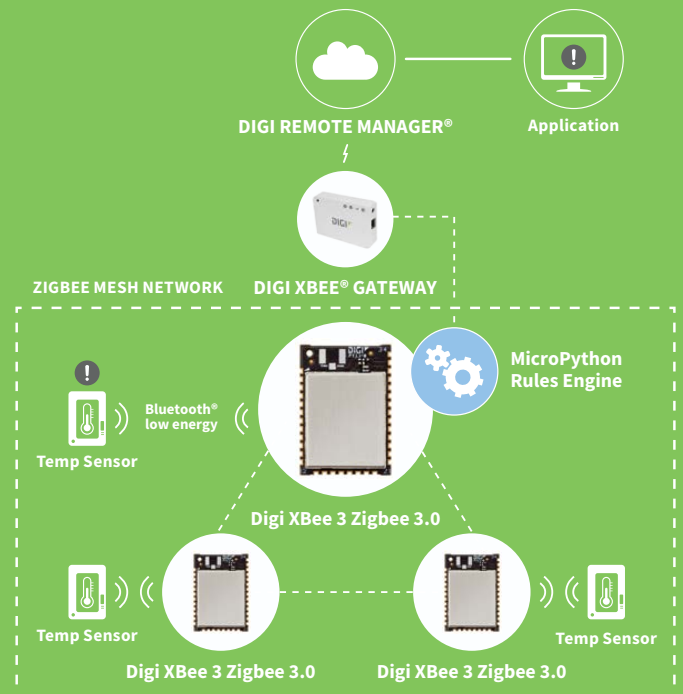 DIGI REMOTE MANAGER®
Application
DIGI
ZIGBEE MESH NETWORK
DIGI XBEE® GATEWAY
DIGI
MicroPython
Rules Engine
!
!
Bluetooth®
low energy
Temp Sensor
Digi XBee 3 Zigbee 3.0
Temp Sensor
Temp Sensor
Digi XBee 3 Zigbee 3.0
Digi XBee 3 Zigbee 3.0